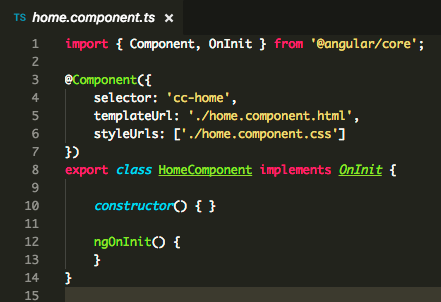 TS home.component.ts ×
1 import { Component, OnInit } from '@angular/core';
2
3 @Component({
4     selector: 'cc-home',
5     templateUrl: './home.component.html',
6     styleUrls: ['./home.component.css']
7 })
8 export class HomeComponent implements OnInit {
9
10     constructor() { }
11
12     ngOnInit() {
13     }
14 }
15